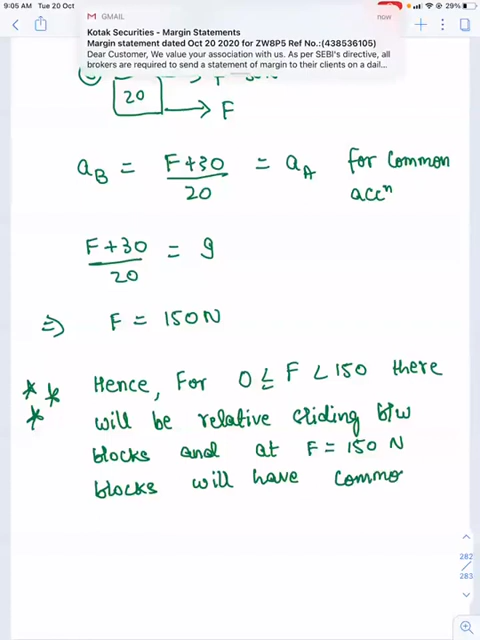 9:05 AM Tue 20 Oct
29%
GMAIL
now
Kotak Securities - Margin Statements
Margin statement dated Oct 20 2020 for ZW8P5 Ref No.:(438536105)
Dear Customer, We value your association with us. As per SEBI's directive, all
brokers are required to send a statement of margin to their clients on a dail...
20 → F
a_B = F+30/20 = a_A for common
accⁿ
F+30/20 = 9
⇒ F = 150N
Hence, For 0 ≤ F < 150 there
will be relative sliding b/w
blocks and at F = 150 N
blocks will have commo
282
/
283